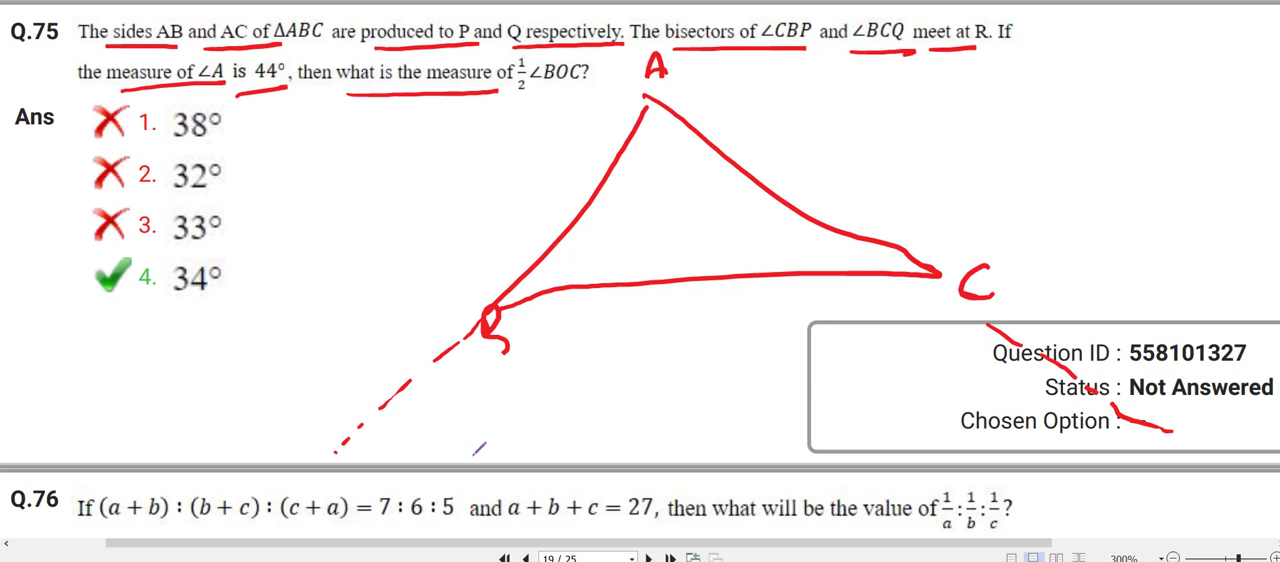 Q.75 The sides AB and AC of ΔABC are produced to P and Q respectively. The bisectors of ∠CBP and ∠BCQ meet at R. If
the measure of ∠A is 44°, then what is the measure of 1/2 ∠BOC?
A
Ans
1. 38°
2. 32°
3. 33°
4. 34°
C
B
Question ID : 558101327
Status : Not Answered
Chosen Option :
Q.76 If (a + b) : (b + c) : (c + a) = 7 : 6 : 5 and a + b + c = 27, then what will be the value of 1/a : 1/b : 1/c?
19 / 25
300%